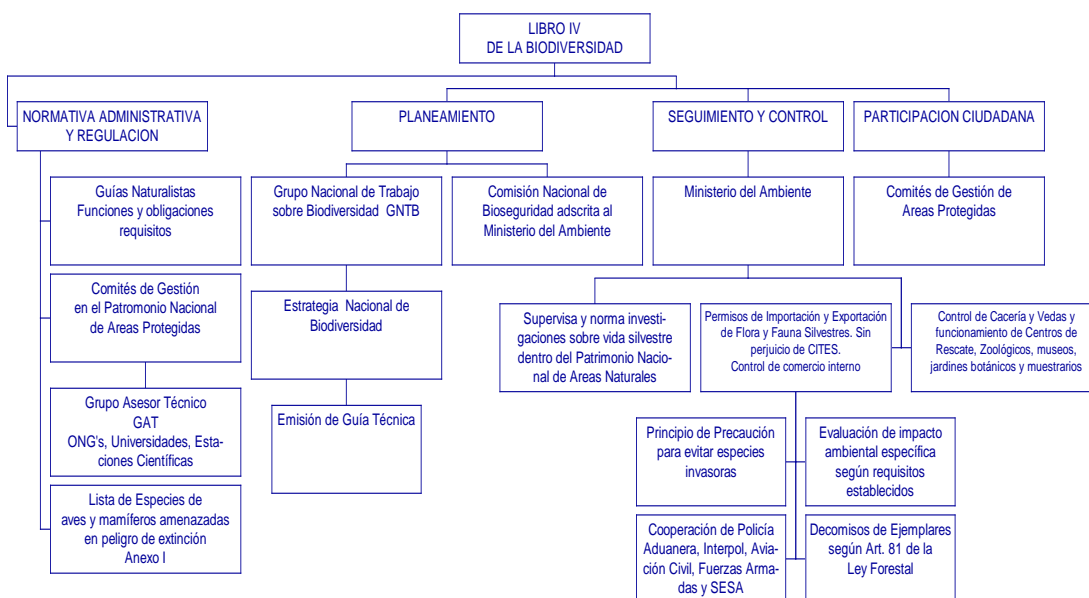 LIBRO IV
DE LA BIODIVERSIDAD
NORMATIVA ADMINISTRATIVA
Y REGULACION
PLANEAMIENTO
SEGUIMIENTO Y CONTROL
PARTICIPACION CIUDADANA
Guías Naturalistas
Funciones y obligaciones
requisitos
Grupo Nacional de Trabajo
sobre Biodiversidad GNTB
Comisión Nacional de
Bioseguridad adscrita al
Ministerio del Ambiente
Ministerio del Ambiente
Comités de Gestión de
Areas Protegidas
Comités de Gestión
en el Patromonio Nacional
de Areas Protegidas
Estrategia Nacional de
Biodiversidad
Supervisa y norma investi-
gaciones sobre vida silvestre
dentro del Patrimonio Nacio-
nal de Areas Naturales
Permisos de Importación y Exportación
de Flora y Fauna Silvestres. Sin
perjuicio de CITES.
Control de comercio interno
Control de Cacería y Vedas y
funcionamiento de Centros de
Rescate, Zoológicos, museos,
jardines botánicos y muestrarios
Grupo Asesor Técnico
GAT
ONG's, Universidades, Esta-
ciones Científicas
Emisión de Guía Técnica
Principio de Precaución
para evitar especies
invasoras
Evaluación de impacto
ambiental específica
según requisitos
establecidos
Lista de Especies de
aves y mamíferos amenazadas
en peligro de extinción
Anexo I
Cooperación de Policía
Aduanera, Interpol, Avia-
ción Civil, Fuerzas Arma-
das y SESA
Decomisos de Ejemplares
según Art. 81 de la
Ley Forestal